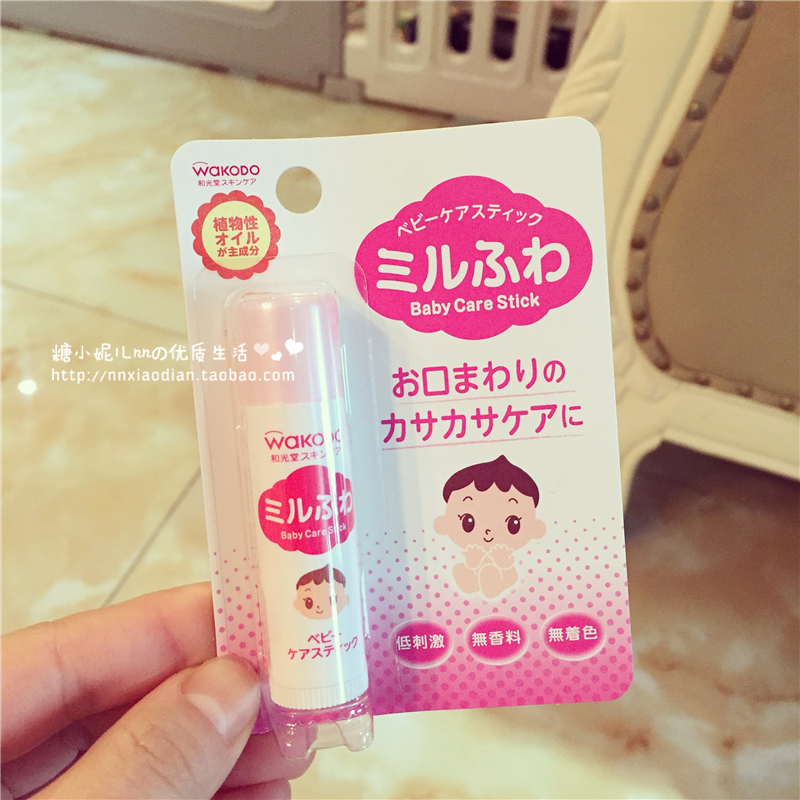 wakodo
和光堂スキンケア
植物性
オイル
が主成分
ベビーケアスティック
ミルふわ
Baby Care Stick
お口まわりの
カサカサケアに
糖小妮儿nnの优质生活
http://nnxiaodian.taobao.com
wakodo
和光堂スキンケア
ミルふわ
Baby Care Stick
ベビー
ケアスティック
低刺激
無香料
無着色